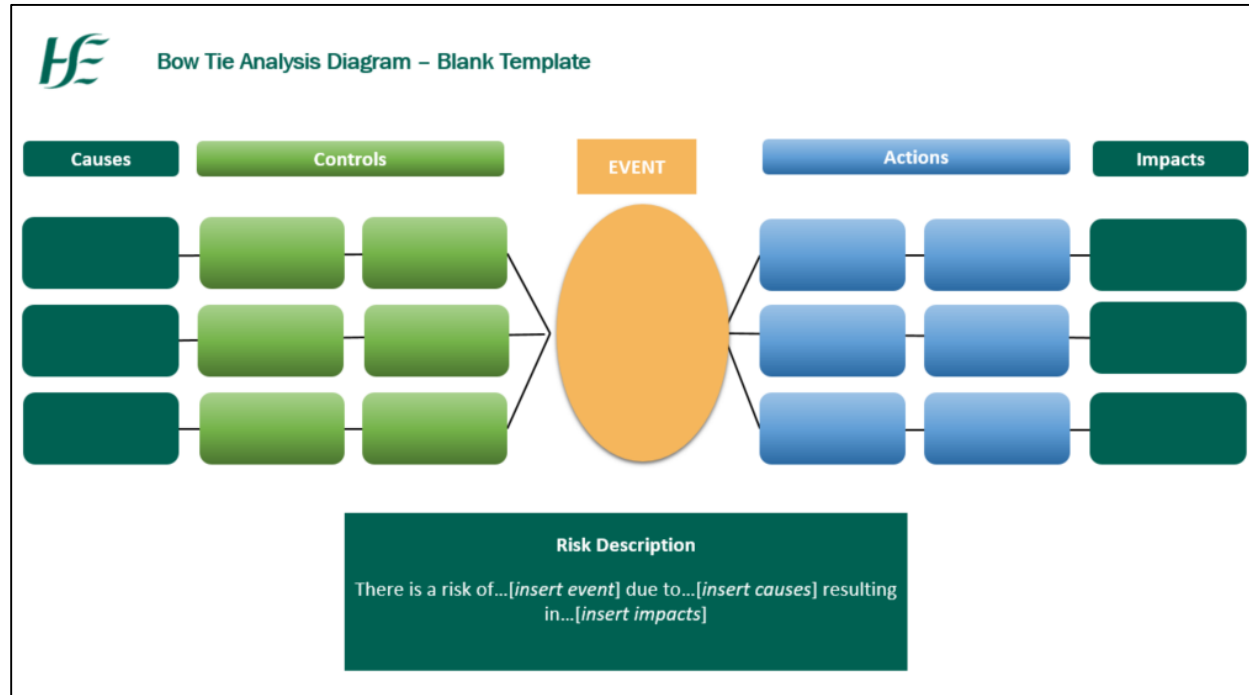 HSE
Bow Tie Analysis Diagram – Blank Template
Causes
Controls
EVENT
Actions
Impacts
Risk Description
There is a risk of...[insert event] due to...[insert causes] resulting
in...[insert impacts]